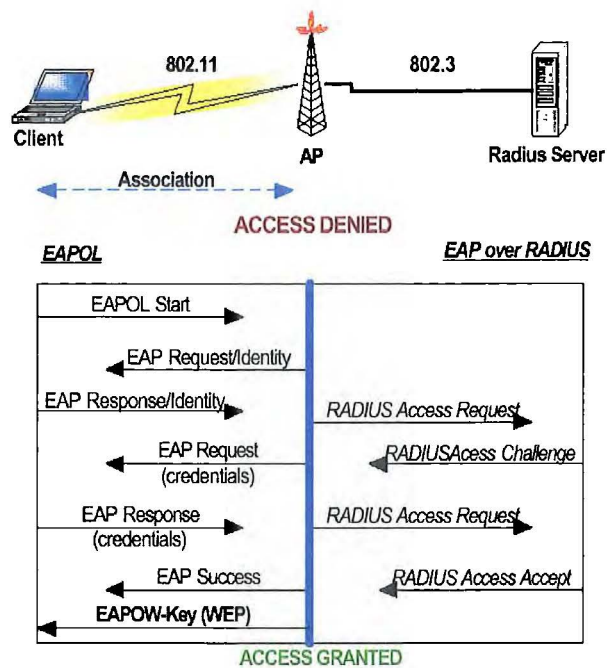 802.11
802.3
Client
AP
Radius Server
Association
ACCESS DENIED
EAPOL
EAP over RADIUS
EAPOL Start
EAP Request/Identity
EAP Response/Identity
RADIUS Access Request
EAP Request
(credentials)
RADIUSAcess Challenge
EAP Response
(credentials)
RADIUS Access Request
EAP Success
RADIUS Access Accept
EAPOW-Key (WEP)
ACCESS GRANTED